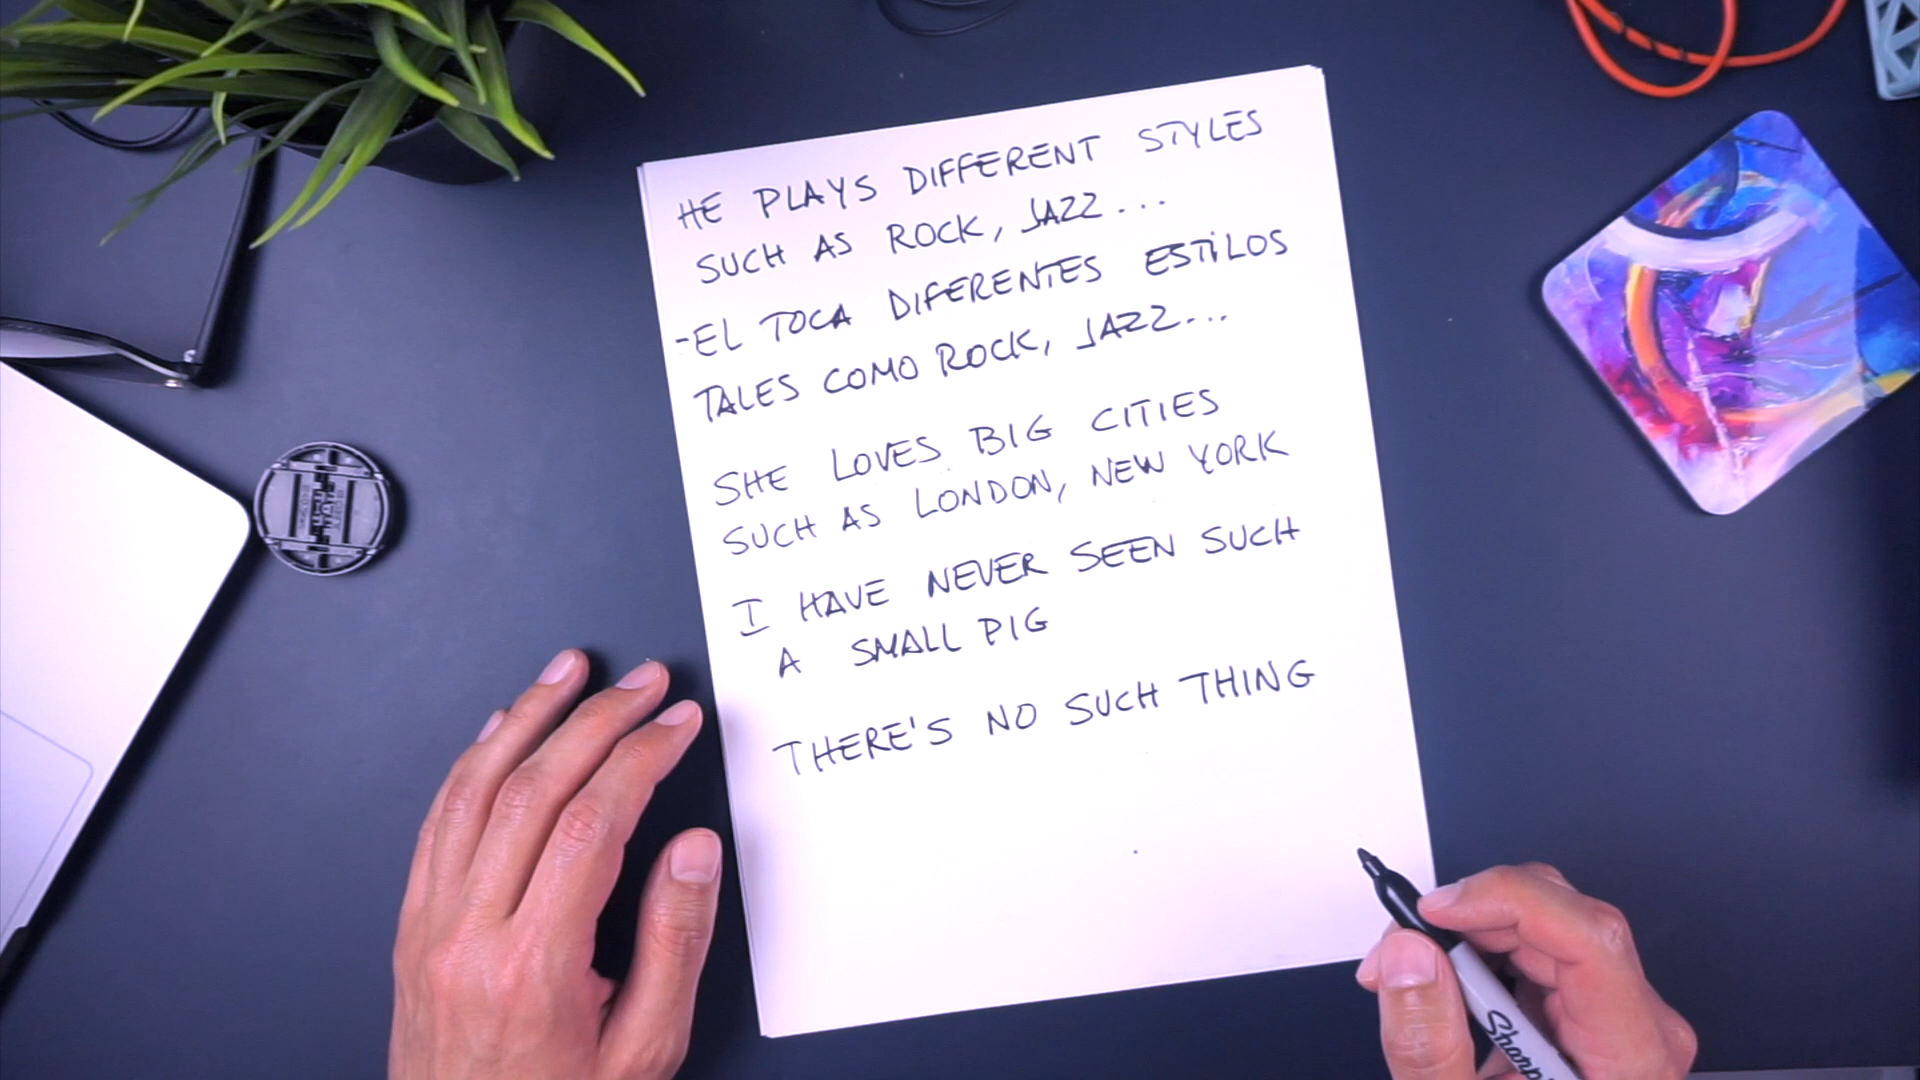 HE PLAYS DIFFERENT STYLES
SUCH AS ROCK, JAZZ...
-EL TOCA DIFERENTES ESTILOS
TALES COMO ROCK, JAZZ...
SHE LOVES BIG CITIES
SUCH AS LONDON, NEW YORK
I HAVE NEVER SEEN SUCH
A SMALL PIG
THERE'S NO SUCH THING